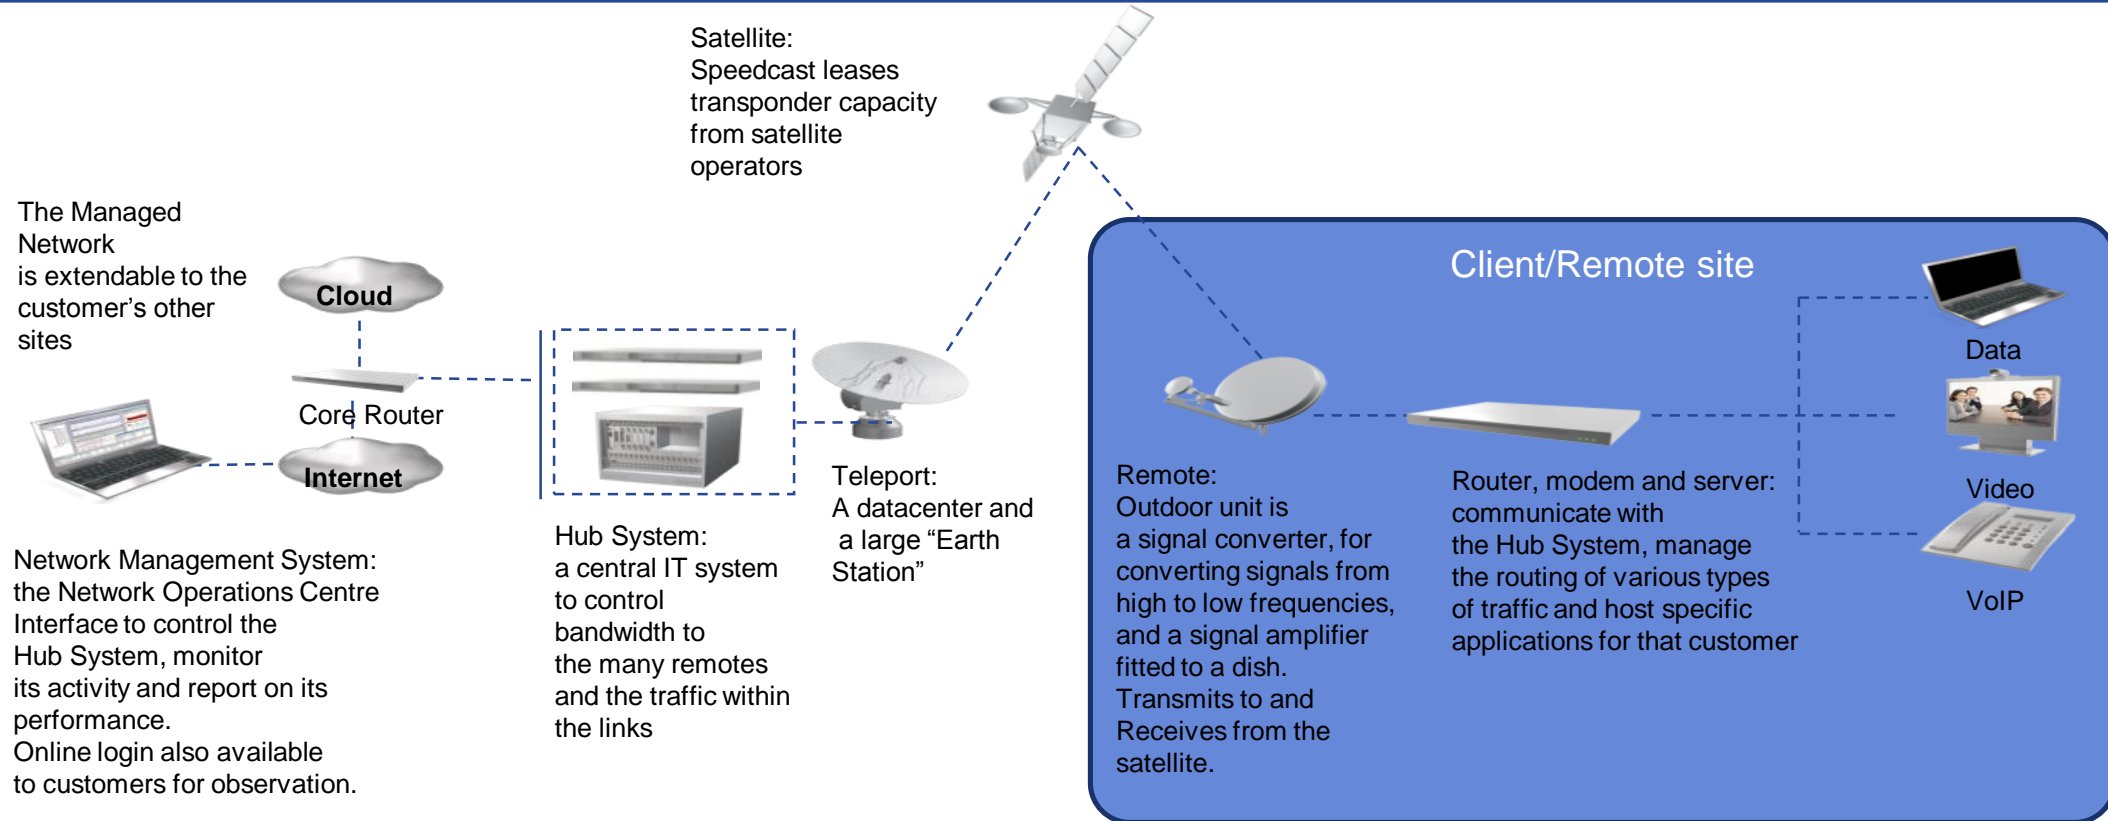 Satellite:
Speedcast leases
transponder capacity
from satellite
operators
The Managed
Network
is extendable to the
customer’s other
sites
Cloud
Core Router
Internet
Network Management System:
the Network Operations Centre
Interface to control the
Hub System, monitor
its activity and report on its
performance.
Online login also available
to customers for observation.
Hub System:
a central IT system
to control
bandwidth to
the many remotes
and the traffic within
the links
Teleport:
A datacenter and
a large “Earth
Station”
Client/Remote site
Remote:
Outdoor unit is
a signal converter, for
converting signals from
high to low frequencies,
and a signal amplifier
fitted to a dish.
Transmits to and
Receives from the
satellite.
Router, modem and server:
communicate with
the Hub System, manage
the routing of various types
of traffic and host specific
applications for that customer
Data
Video
VoIP